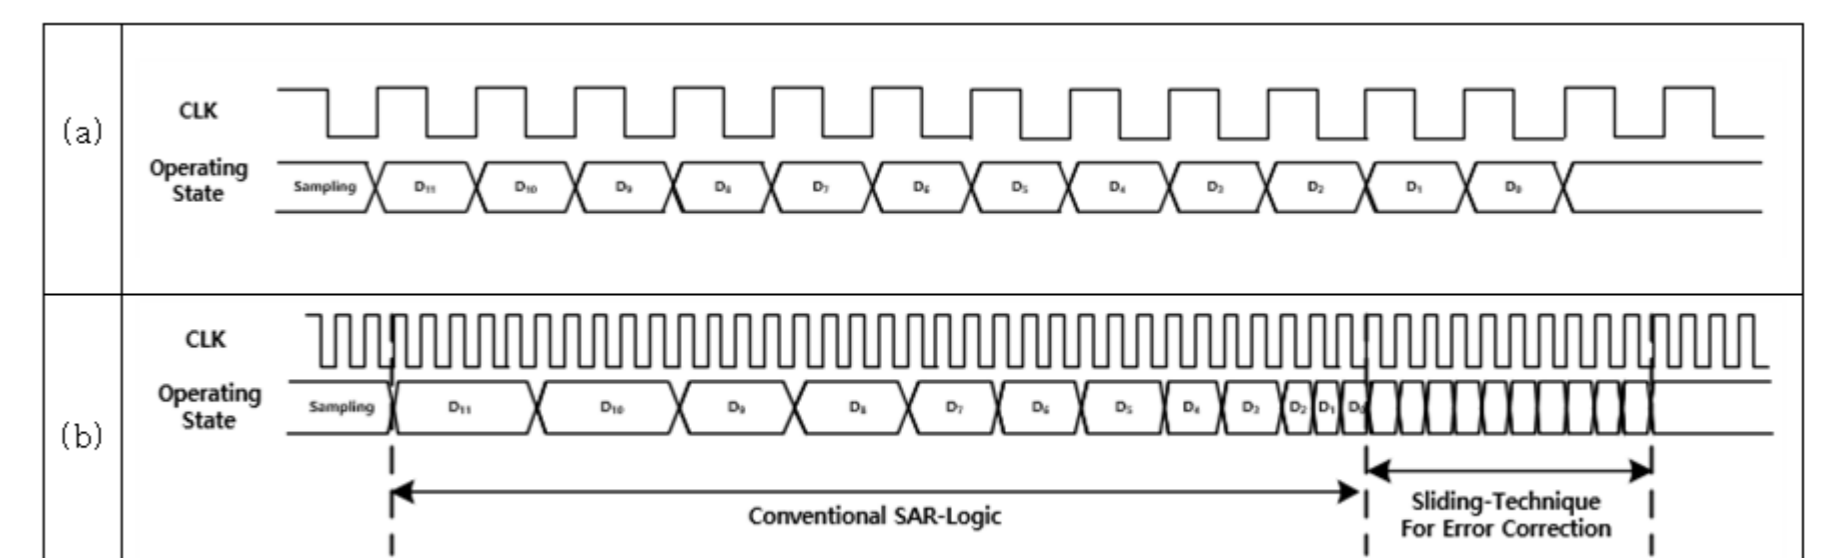 (a)
CLK
Operating
State
Sampling D₁₁ D₁₀ D₉ D₈ D₇ D₆ D₅ D₄ D₃ D₂ D₁ D₀
(b)
CLK
Operating
State
Sampling D₁₁ D₁₀ D₉ D₈ D₇ D₆ D₅ D₄ D₃ D₂ D₁ D₀
Conventional SAR-Logic
Sliding-Technique
For Error Correction